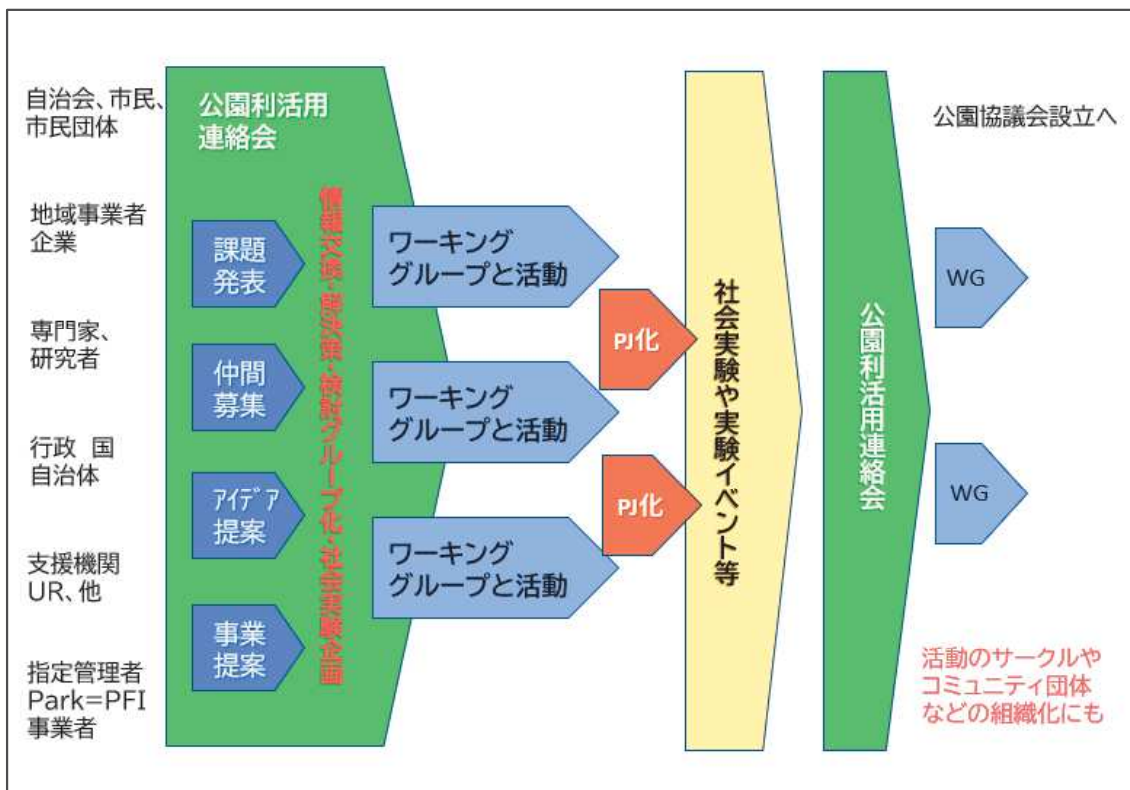 自治会、市民、
市民団体
地域事業者
企業
専門家、
研究者
行政 国
自治体
支援機関
UR、他
指定管理者
Park=PFI
事業者
公園利活用
連絡会
課題
発表
仲間
募集
アイデア
提案
事業
提案
情報交流・解決策・検討グループ化・社会実験企画
ワーキング
グループと活動
ワーキング
グループと活動
ワーキング
グループと活動
PJ化
PJ化
社会実験や実験イベント等
公園利活用連絡会
公園協議会設立へ
WG
WG
活動のサークルや
コミュニティ団体
などの組織化にも